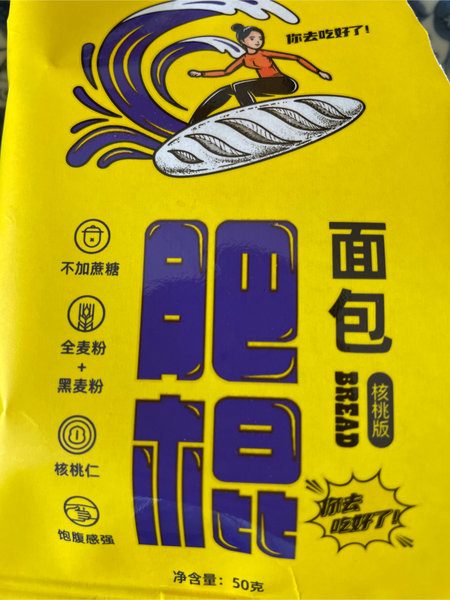 你去吃好了!
肥棍
面包
BREAD
核桃版
不加蔗糖
全麦粉
+
黑麦粉
核桃仁
饱腹感强
你去
吃好了!
净含量：50克